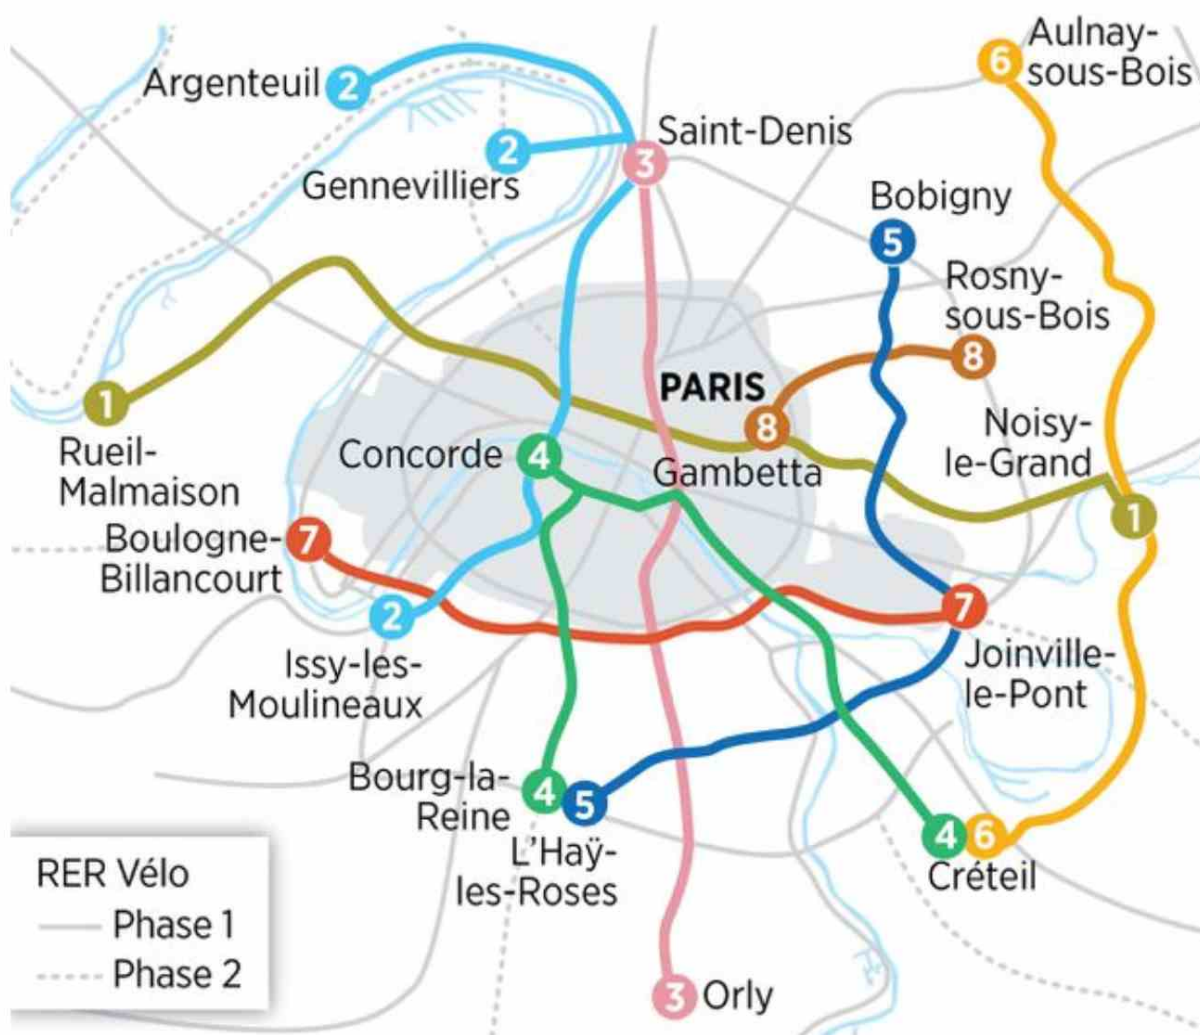 Aulnay-
sous-Bois
6
Argenteuil 2
Saint-Denis
2
3
Gennevilliers
Bobigny
5
Rosny-
sous-Bois
8
PARIS
1
8
Rueil-
Malmaison
Noisy-
le-Grand
Concorde 4
Gambetta
1
Boulogne-
Billancourt
7
2
7
Issy-les-
Moulineaux
Joinville-
le-Pont
Bourg-la-
Reine
4
5
L'Haÿ-
les-Roses
4 6
Créteil
RER Vélo
Phase 1
Phase 2
3 Orly